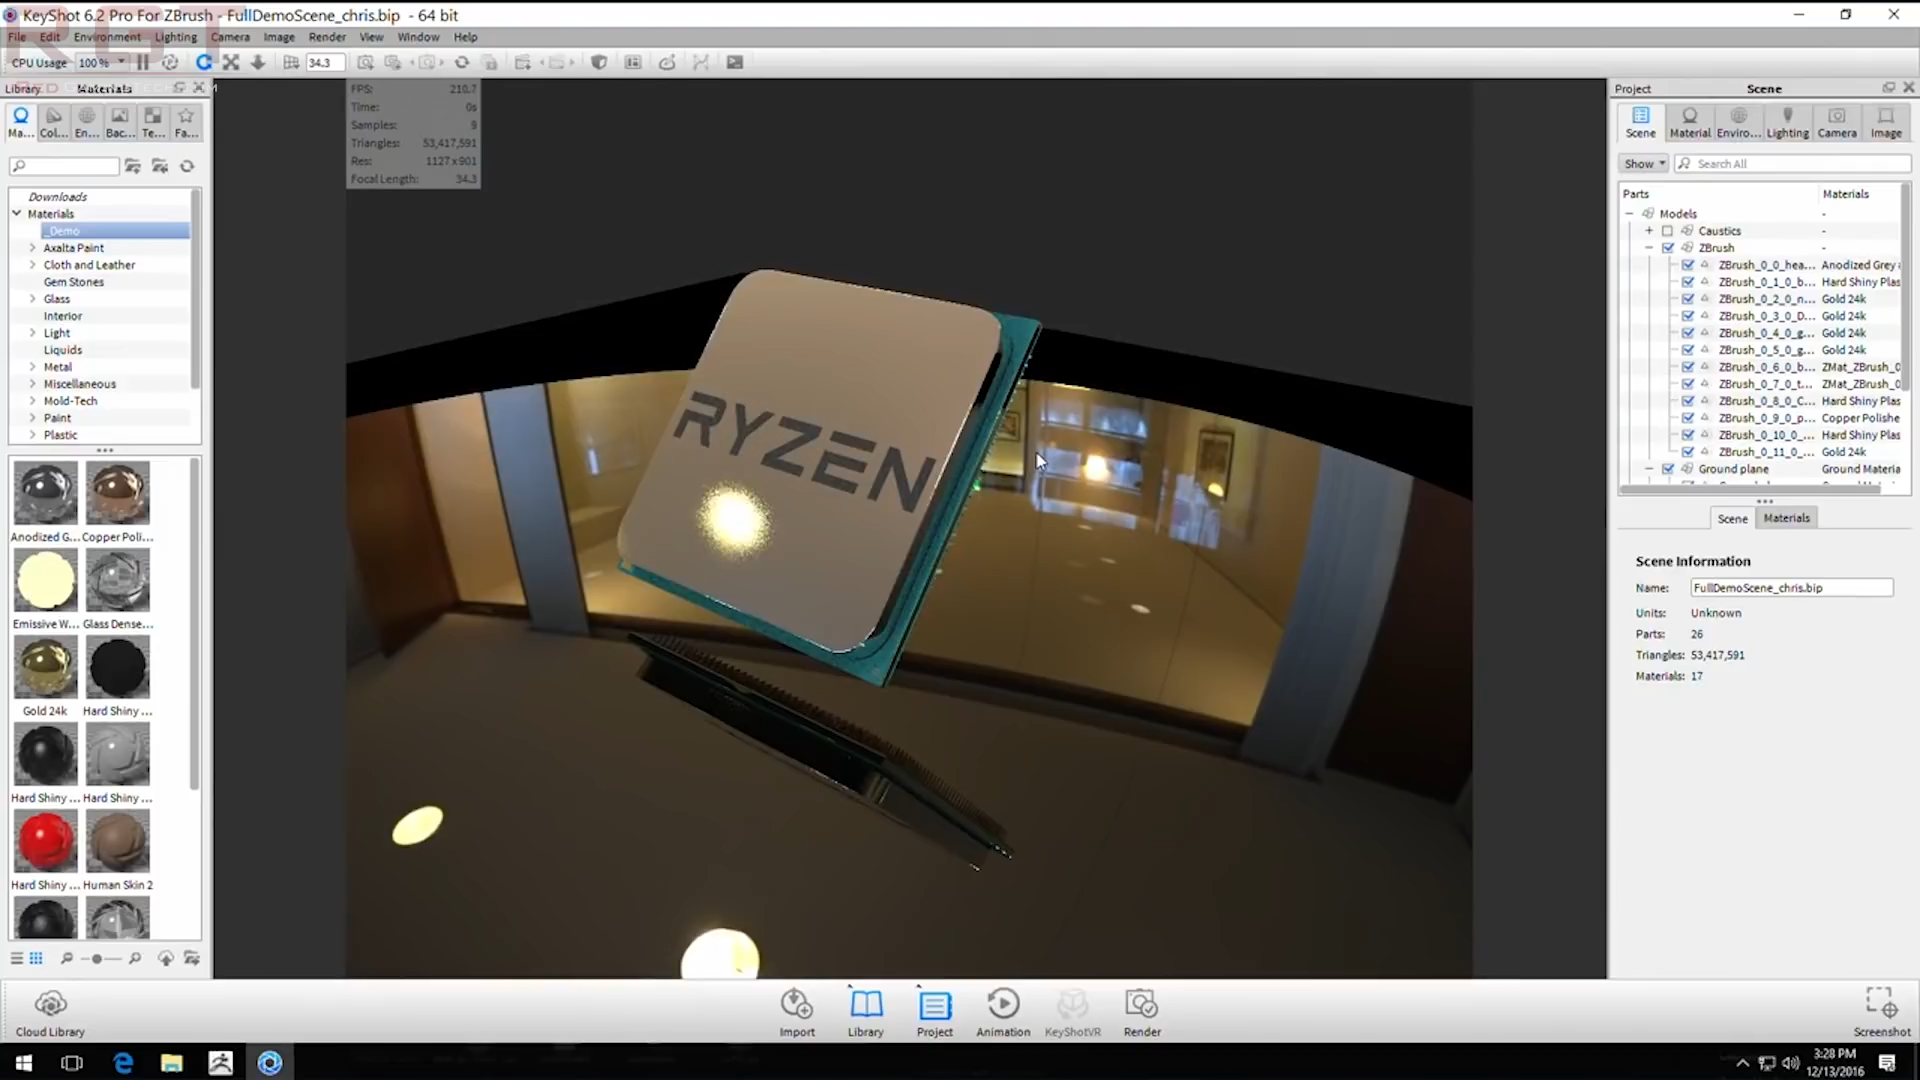 KeyShot 6.2 Pro For ZBrush - FullDemoScene_chris.bip - 64 bit
File Edit Environment Lighting Camera Image Render View Window Help
CPU Usage 100 % 34.3
Library Materials
Project Scene
Ma... Col... En... Bac... Te... Fa...
Scene Material Enviro... Lighting Camera Image
FPS: 210.7
Time: 0s
Samples: 9
Triangles: 53,417,591
Res: 1127 x 901
Focal Length: 34.3
Downloads
Materials
_Demo
Axalta Paint
Cloth and Leather
Gem Stones
Glass
Interior
Light
Liquids
Metal
Miscellaneous
Mold-Tech
Paint
Plastic
Anodized G... Copper Poli...
Emissive W... Glass Dense...
Gold 24k Hard Shiny ...
Hard Shiny ... Hard Shiny ...
Hard Shiny ... Human Skin 2
RYZEN
Show Search All
Parts Materials
Models -
Caustics -
ZBrush -
ZBrush_0_0_hea... Anodized Grey
ZBrush_0_1_0_b... Hard Shiny Plas
ZBrush_0_2_0_n... Gold 24k
ZBrush_0_3_0_D... Gold 24k
ZBrush_0_4_0_g... Gold 24k
ZBrush_0_5_0_g... Gold 24k
ZBrush_0_6_0_b... ZMat_ZBrush_0
ZBrush_0_7_0_t... ZMat_ZBrush_0
ZBrush_0_8_0_C... Hard Shiny Plas
ZBrush_0_9_0_p... Copper Polishe
ZBrush_0_10_0_... Hard Shiny Plas
ZBrush_0_11_0_... Gold 24k
Ground plane Ground Materia
Scene Materials
Scene Information
Name: FullDemoScene_chris.bip
Units: Unknown
Parts: 26
Triangles: 53,417,591
Materials: 17
Cloud Library Import Library Project Animation KeyShotVR Render Screenshot
3:28 PM
12/13/2016